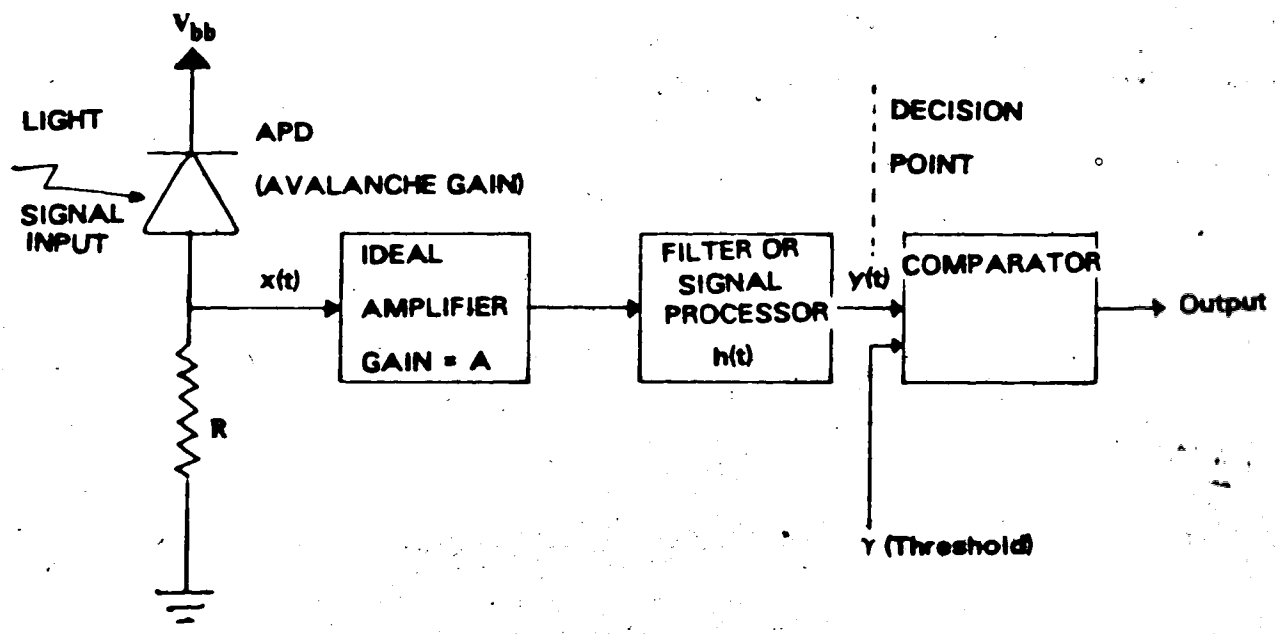 V_bb
LIGHT
SIGNAL
INPUT
APD
(AVALANCHE GAIN)
x(t)
R
IDEAL
AMPLIFIER
GAIN = A
FILTER OR
SIGNAL
PROCESSOR
h(t)
y(t)
DECISION
POINT
COMPARATOR
Output
γ (Threshold)